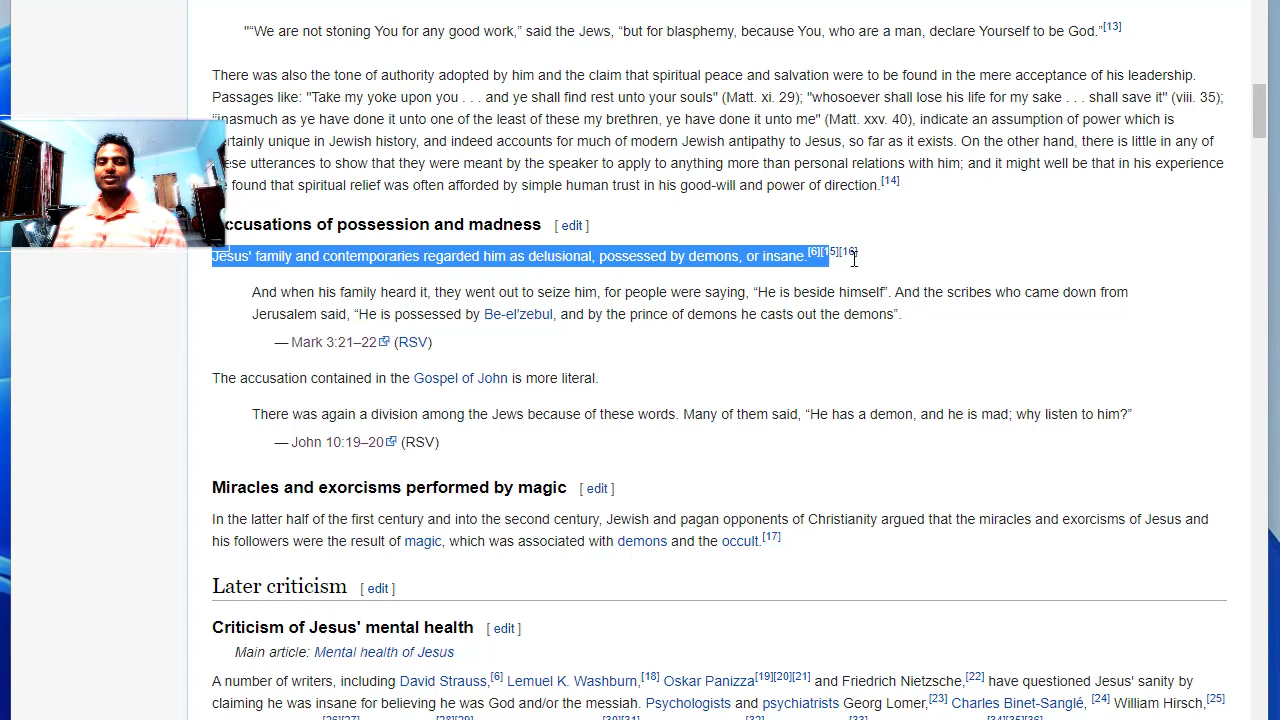 "“We are not stoning You for any good work,” said the Jews, “but for blasphemy, because You, who are a man, declare Yourself to be God.”[13]
There was also the tone of authority adopted by him and the claim that spiritual peace and salvation were to be found in the mere acceptance of his leadership.
Passages like: "Take my yoke upon you . . . and ye shall find rest unto your souls" (Matt. xi. 29); "whosoever shall lose his life for my sake . . . shall save it" (viii. 35);
"inasmuch as ye have done it unto one of the least of these my brethren, ye have done it unto me" (Matt. xxv. 40), indicate an assumption of power which is
certainly unique in Jewish history, and indeed accounts for much of modern Jewish antipathy to Jesus, so far as it exists. On the other hand, there is little in any of
these utterances to show that they were meant by the speaker to apply to anything more than personal relations with him; and it might well be that in his experience
found that spiritual relief was often afforded by simple human trust in his good-will and power of direction.[14]
Accusations of possession and madness [ edit ]
Jesus' family and contemporaries regarded him as delusional, possessed by demons, or insane.[6][15][16]
And when his family heard it, they went out to seize him, for people were saying, “He is beside himself”. And the scribes who came down from
Jerusalem said, “He is possessed by Be-el'zebul, and by the prince of demons he casts out the demons”.
— Mark 3:21–22 (RSV)
The accusation contained in the Gospel of John is more literal.
There was again a division among the Jews because of these words. Many of them said, “He has a demon, and he is mad; why listen to him?”
— John 10:19–20 (RSV)
Miracles and exorcisms performed by magic [ edit ]
In the latter half of the first century and into the second century, Jewish and pagan opponents of Christianity argued that the miracles and exorcisms of Jesus and
his followers were the result of magic, which was associated with demons and the occult.[17]
Later criticism [ edit ]
Criticism of Jesus' mental health [ edit ]
Main article: Mental health of Jesus
A number of writers, including David Strauss,[6] Lemuel K. Washburn,[18] Oskar Panizza[19][20][21] and Friedrich Nietzsche,[22] have questioned Jesus' sanity by
claiming he was insane for believing he was God and/or the messiah. Psychologists and psychiatrists Georg Lomer,[23] Charles Binet-Sanglé,[24] William Hirsch,[25]